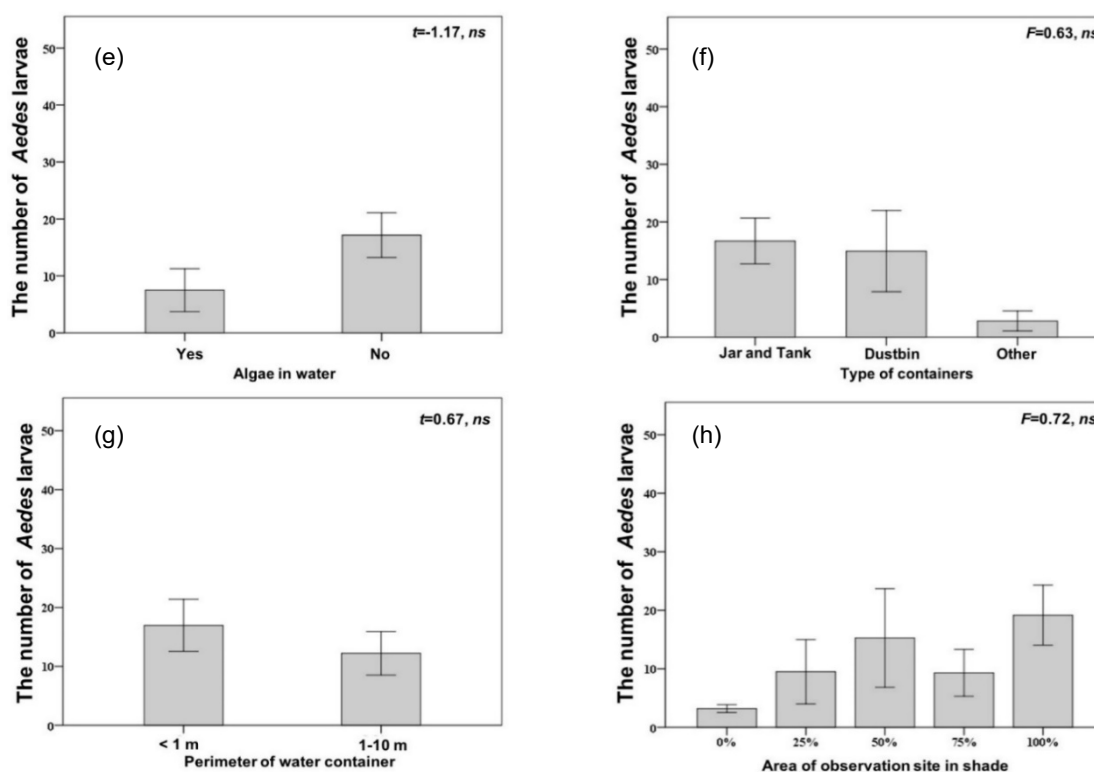 (e)
t=-1.17, ns
The number of Aedes larvae
50
40
30
20
10
0
Yes No
Algae in water
(f)
F=0.63, ns
The number of Aedes larvae
50
40
30
20
10
0
Jar and Tank Dustbin Other
Type of containers
(g)
t=0.67, ns
The number of Aedes larvae
50
40
30
20
10
0
< 1 m 1-10 m
Perimeter of water container
(h)
F=0.72, ns
The number of Aedes larvae
50
40
30
20
10
0
0% 25% 50% 75% 100%
Area of observation site in shade